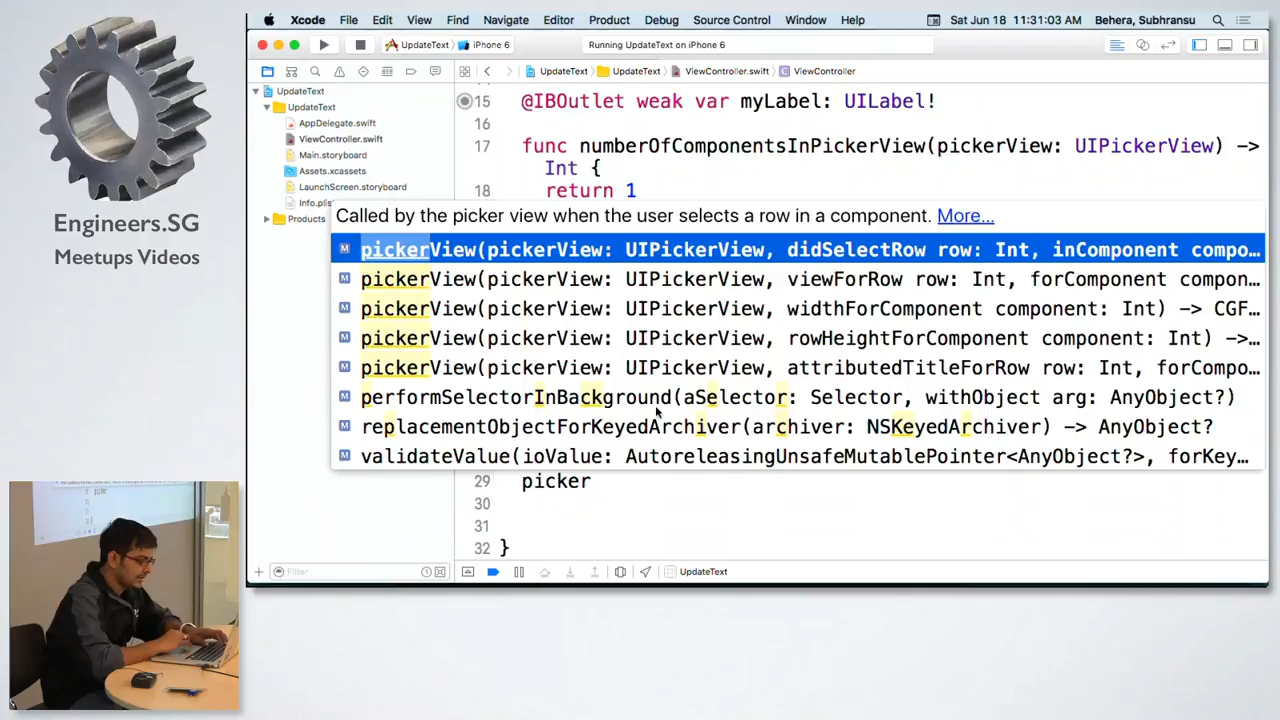 Xcode File Edit View Find Navigate Editor Product Debug Source Control Window Help Sat Jun 18 11:31:03 AM Behera, Subhransu
UpdateText iPhone 6 Running UpdateText on iPhone 6
UpdateText UpdateText ViewController.swift ViewController
UpdateText
UpdateText
AppDelegate.swift
ViewController.swift
Main.storyboard
Assets.xcassets
LaunchScreen.storyboard
Info.pli
Products
15 @IBOutlet weak var myLabel: UILabel!
16
17 func numberOfComponentsInPickerView(pickerView: UIPickerView) ->
Int {
18 return 1
Called by the picker view when the user selects a row in a component. More...
M pickerView(pickerView: UIPickerView, didSelectRow row: Int, inComponent compo...
M pickerView(pickerView: UIPickerView, viewForRow row: Int, forComponent compon...
M pickerView(pickerView: UIPickerView, widthForComponent component: Int) -> CGF...
M pickerView(pickerView: UIPickerView, rowHeightForComponent component: Int) ->...
M pickerView(pickerView: UIPickerView, attributedTitleForRow row: Int, forCompo...
M performSelectorInBackground(aSelector: Selector, withObject arg: AnyObject?)
M replacementObjectForKeyedArchiver(archiver: NSKeyedArchiver) -> AnyObject?
M validateValue(ioValue: AutoreleasingUnsafeMutablePointer<AnyObject?>, forKey...
29 picker
30
31
32 }
Filter
UpdateText
Engineers.SG
Meetups Videos